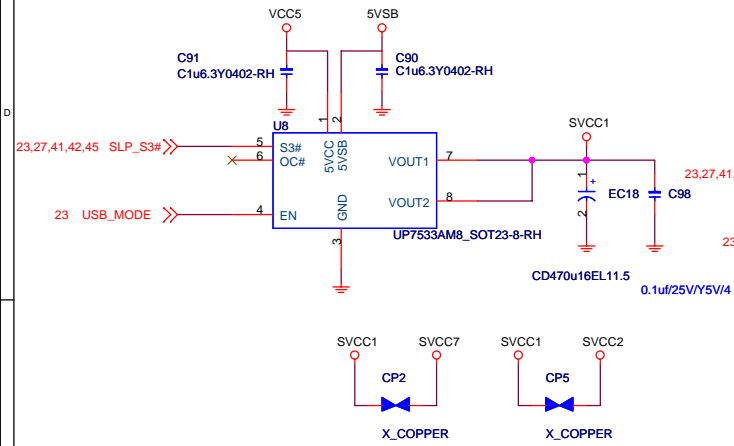 VCC5
5VSB
C91
C1u6.3Y0402-RH
C90
C1u6.3Y0402-RH
D
1
2
U8
SVCC1
23,27,41,42,45 SLP_S3#
5
S3#
6
OC#
5VCC
5VSB
VOUT1
7
23,27,41
1
+
EC18
C98
2
VOUT2
8
23 USB_MODE
4
EN
GND
3
UP7533AM8_SOT23-8-RH
23
CD470u16EL11.5
0.1uf/25V/Y5V/4
SVCC1
SVCC7
SVCC1
SVCC2
CP2
CP5
X_COPPER
X_COPPER